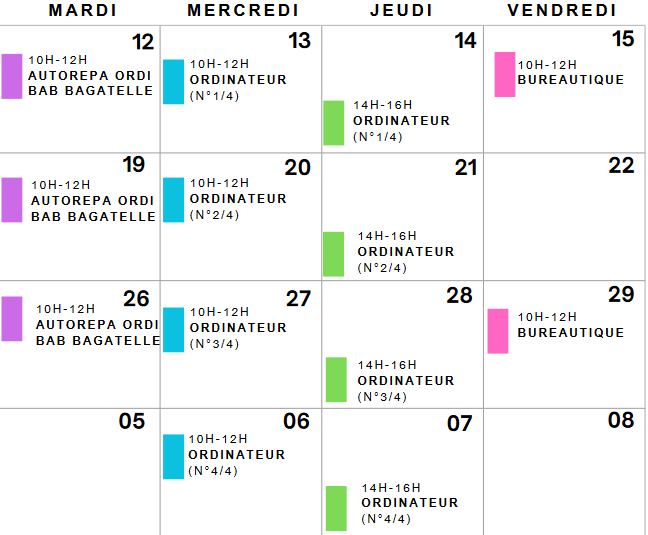 MARDI
MERCREDI
JEUDI
VENDREDI
12
10H-12H
AUTOREPA ORDI
BAB BAGATELLE
13
10H-12H
ORDINATEUR
(N°1/4)
14
14H-16H
ORDINATEUR
(N°1/4)
15
10H-12H
BUREAUTIQUE
19
10H-12H
AUTOREPA ORDI
BAB BAGATELLE
20
10H-12H
ORDINATEUR
(N°2/4)
21
14H-16H
ORDINATEUR
(N°2/4)
22
26
10H-12H
AUTOREPA ORDI
BAB BAGATELLE
27
10H-12H
ORDINATEUR
(N°3/4)
28
14H-16H
ORDINATEUR
(N°3/4)
29
10H-12H
BUREAUTIQUE
05
06
10H-12H
ORDINATEUR
(N°4/4)
07
14H-16H
ORDINATEUR
(N°4/4)
08